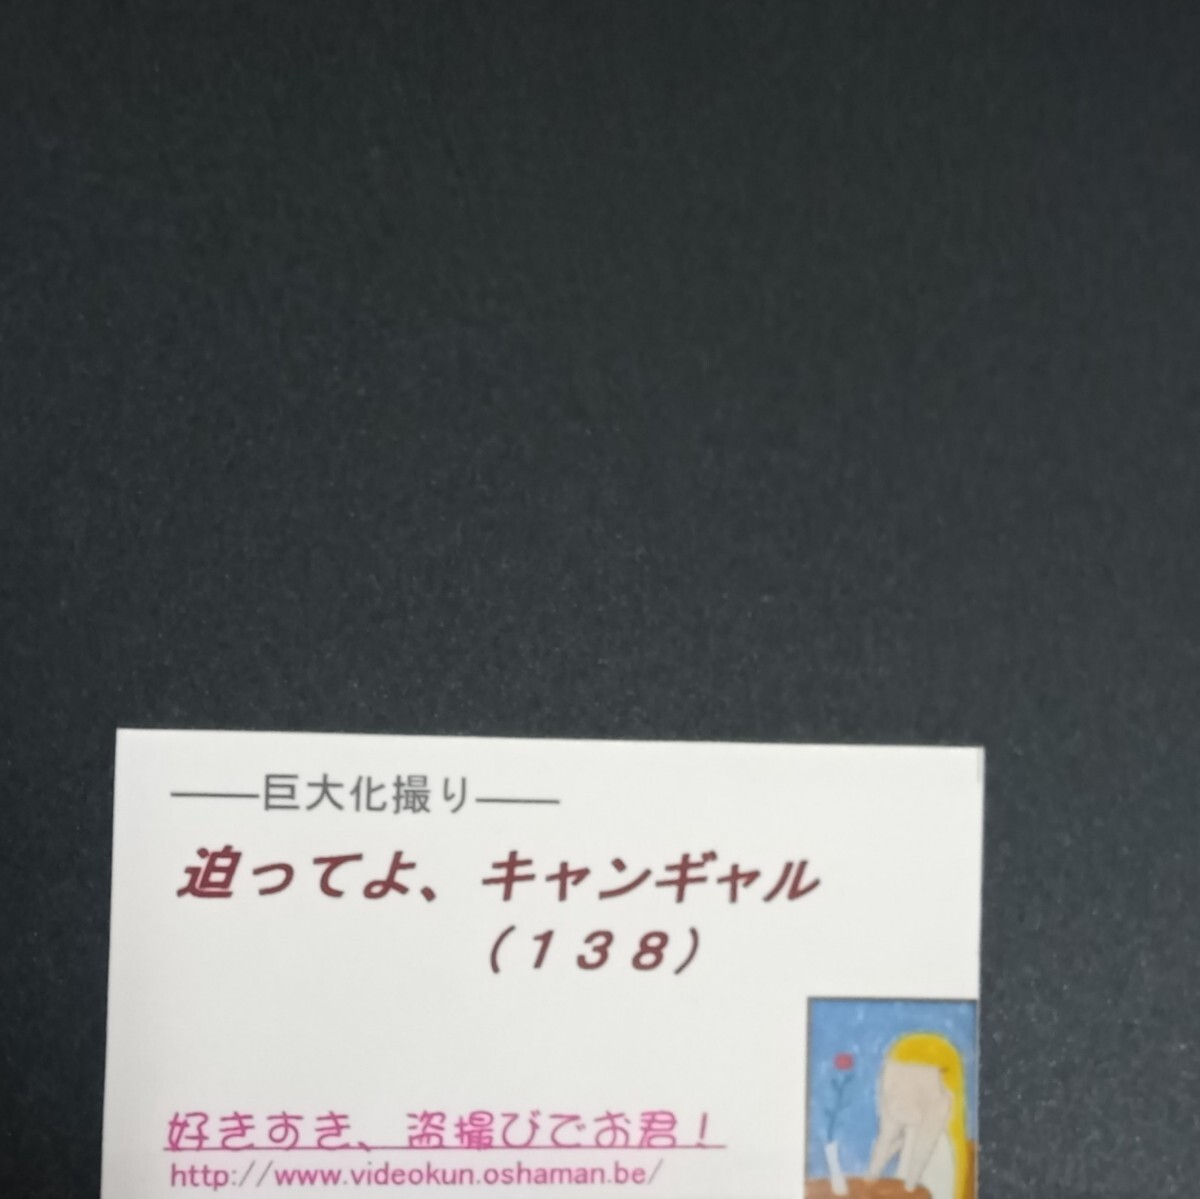 ――巨大化撮り――
迫ってよ、キャンギャル
（１３８）
好きすき、盗撮びでお君！
http://www.videokun.oshaman.be/